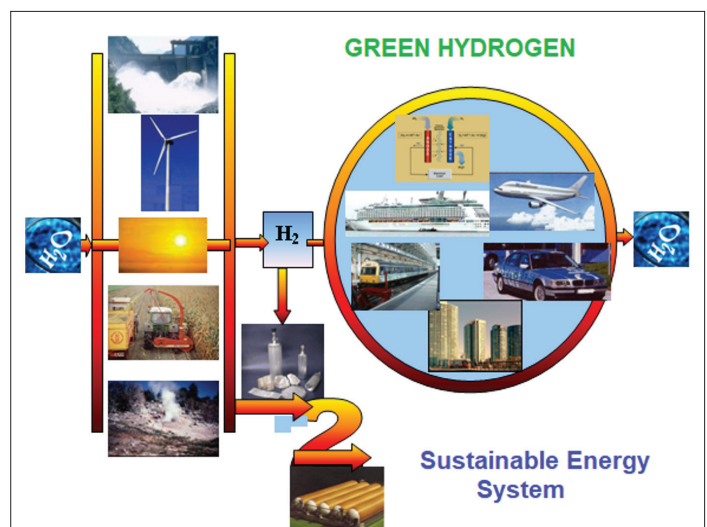 GREEN HYDROGEN
H2O
H₂
H2O
2
Sustainable Energy
System